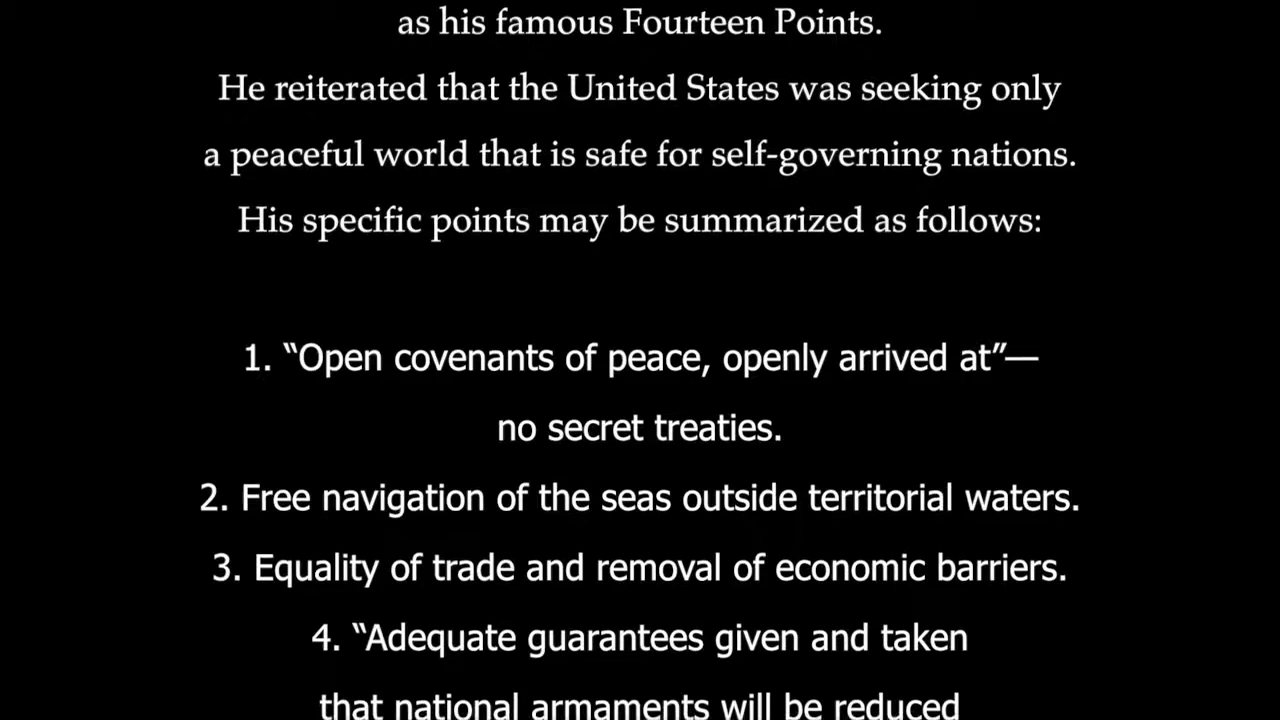 as his famous Fourteen Points.
He reiterated that the United States was seeking only
a peaceful world that is safe for self-governing nations.
His specific points may be summarized as follows:
1. “Open covenants of peace, openly arrived at”—
no secret treaties.
2. Free navigation of the seas outside territorial waters.
3. Equality of trade and removal of economic barriers.
4. “Adequate guarantees given and taken
that national armaments will be reduced